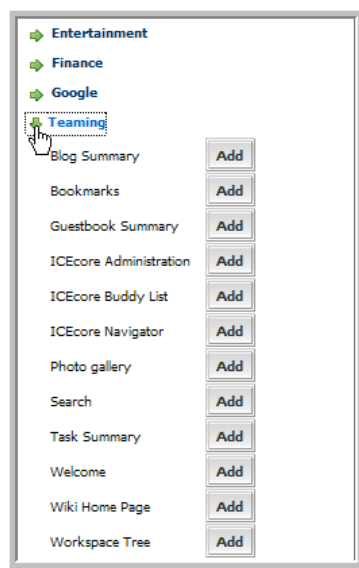 Entertainment
Finance
Google
Teaming
Blog Summary Add
Bookmarks Add
Guestbook Summary Add
ICEcore Administration Add
ICEcore Buddy List Add
ICEcore Navigator Add
Photo gallery Add
Search Add
Task Summary Add
Welcome Add
Wiki Home Page Add
Workspace Tree Add